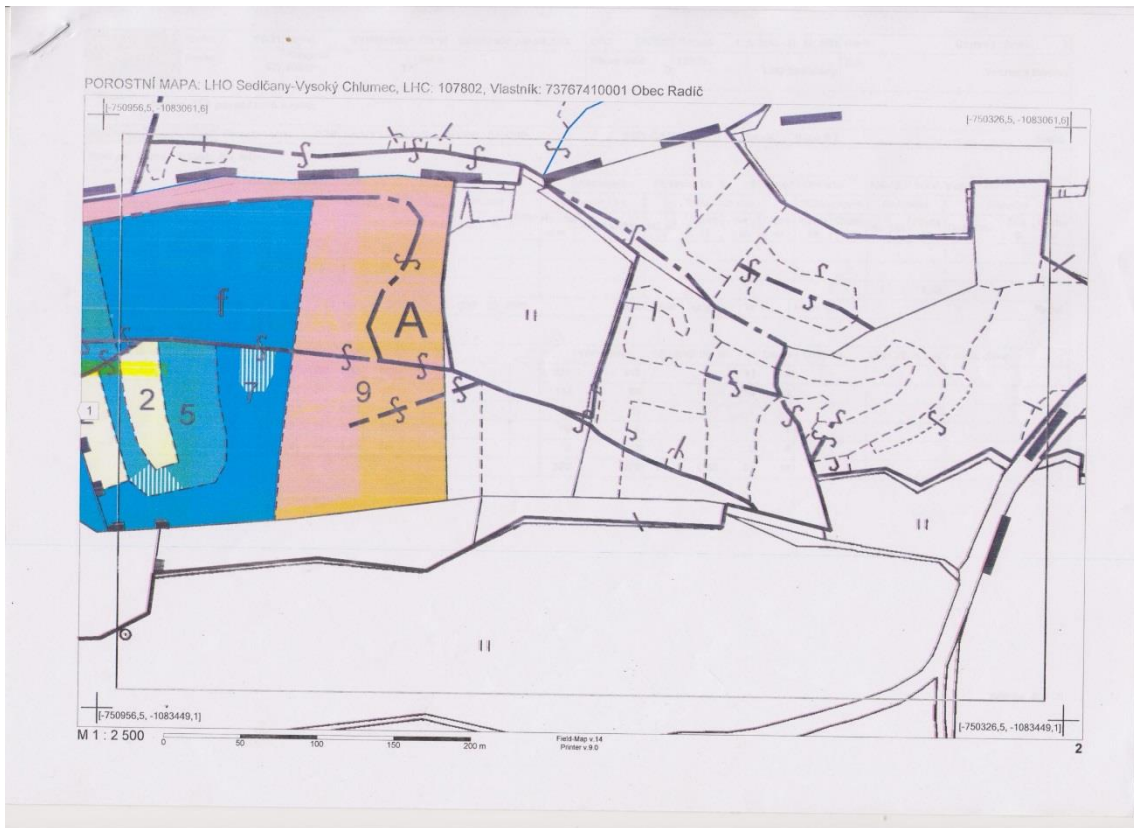 POROSTNÍ MAPA: LHO Sedlčany-Vysoký Chlumec, LHC: 107802, Vlastník: 73767410001 Obec Radíč
[-750956,5, -1083061,6]
[-750326,5, -1083061,6]
f
A
9
2
5
7
1
[-750956,5, -1083449,1]
[-750326,5, -1083449,1]
M 1 : 2 500
0 50 100 150 200 m
Field-Map v.14
Printer v.9.0
2